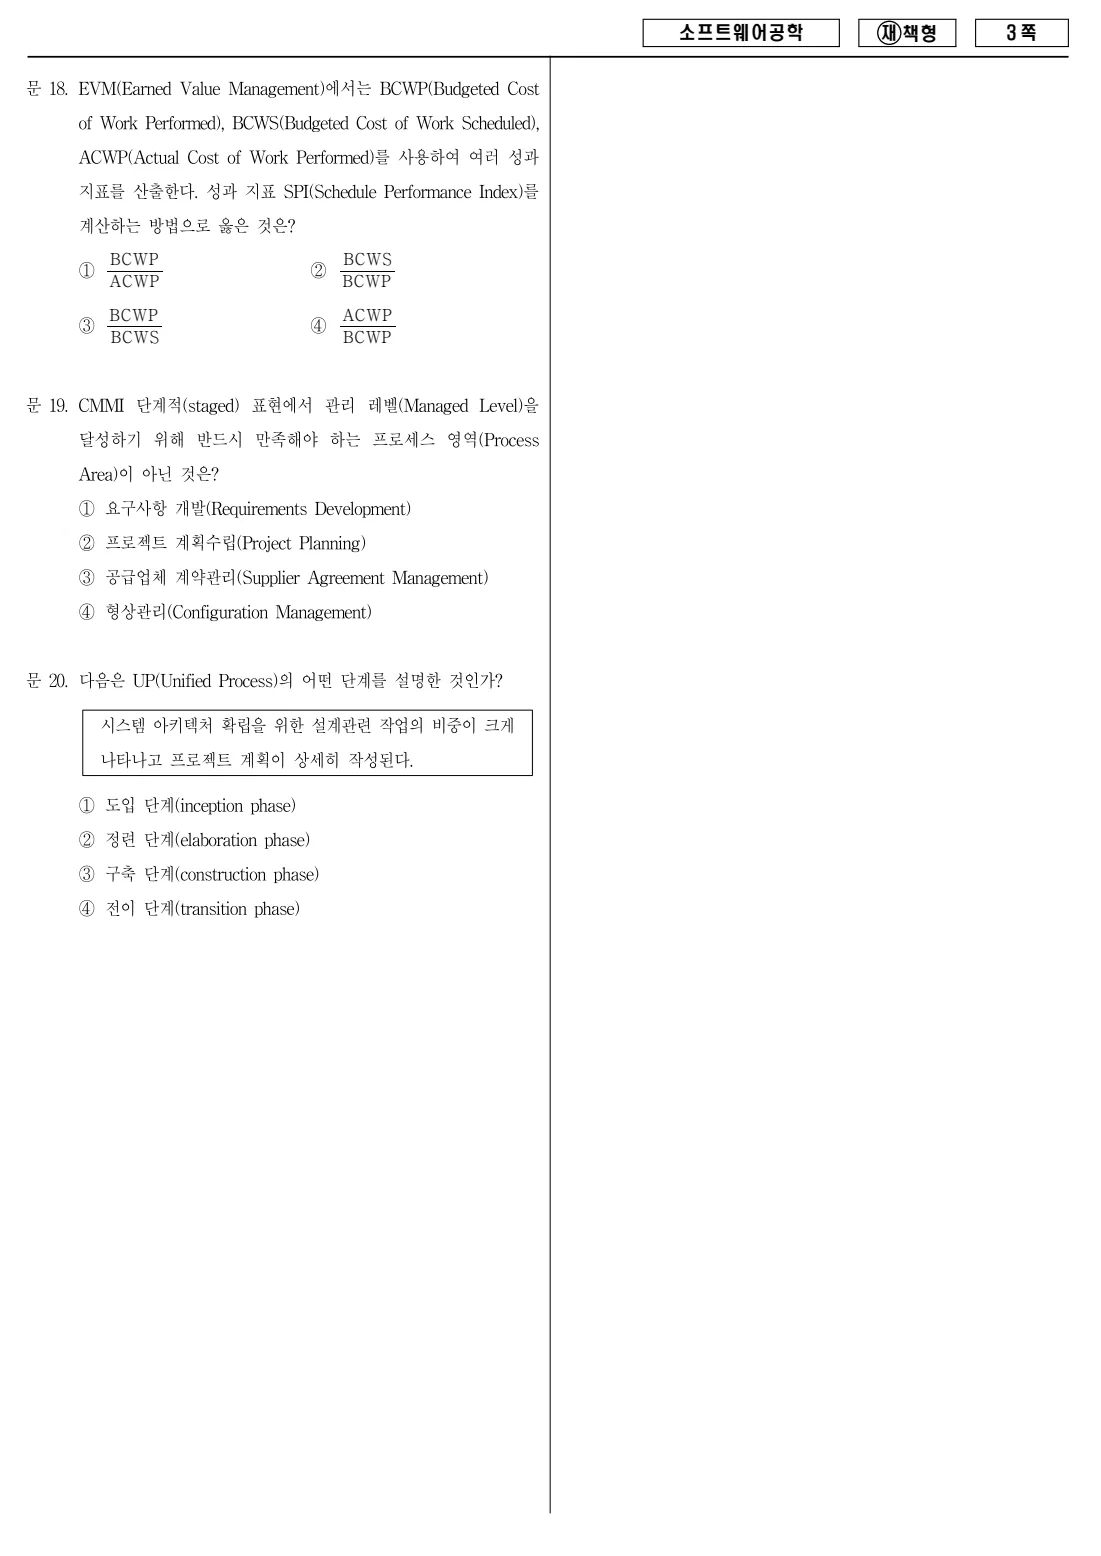 소프트웨어공학 재책형 3쪽
문 18. EVM(Earned Value Management)에서는 BCWP(Budgeted Cost
of Work Performed), BCWS(Budgeted Cost of Work Scheduled),
ACWP(Actual Cost of Work Performed)를 사용하여 여러 성과
지표를 산출한다. 성과 지표 SPI(Schedule Performance Index)를
계산하는 방법으로 옳은 것은?
① BCWP/ACWP ② BCWS/BCWP
③ BCWP/BCWS ④ ACWP/BCWP
문 19. CMMI 단계적(staged) 표현에서 관리 레벨(Managed Level)을
달성하기 위해 반드시 만족해야 하는 프로세스 영역(Process
Area)이 아닌 것은?
① 요구사항 개발(Requirements Development)
② 프로젝트 계획수립(Project Planning)
③ 공급업체 계약관리(Supplier Agreement Management)
④ 형상관리(Configuration Management)
문 20. 다음은 UP(Unified Process)의 어떤 단계를 설명한 것인가?
시스템 아키텍처 확립을 위한 설계관련 작업의 비중이 크게
나타나고 프로젝트 계획이 상세히 작성된다.
① 도입 단계(inception phase)
② 정련 단계(elaboration phase)
③ 구축 단계(construction phase)
④ 전이 단계(transition phase)